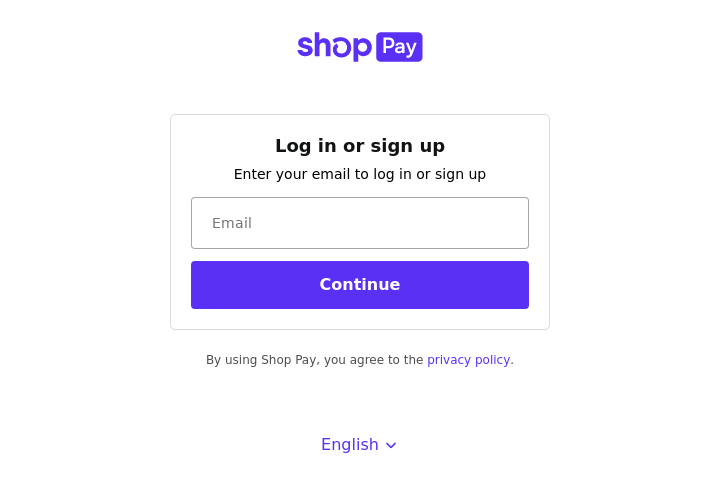 shop Pay
Log in or sign up
Enter your email to log in or sign up
Email
Continue
By using Shop Pay, you agree to the privacy policy.
English